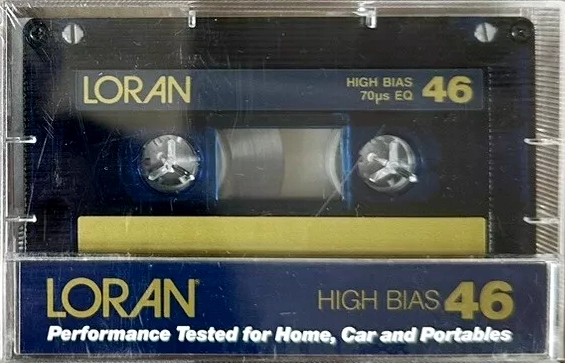 LORAN
HIGH BIAS
70µs EQ
46
LORAN®
HIGH BIAS 46
Performance Tested for Home, Car and Portables